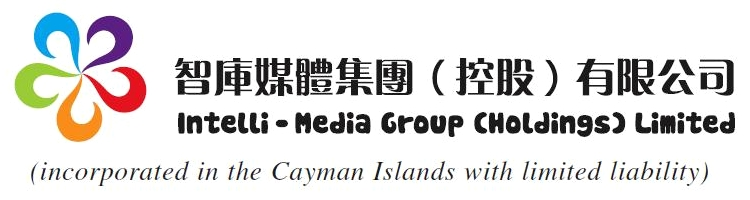 智庫媒體集團（控股）有限公司
Intelli - Media Group (Holdings) Limited
(incorporated in the Cayman Islands with limited liability)